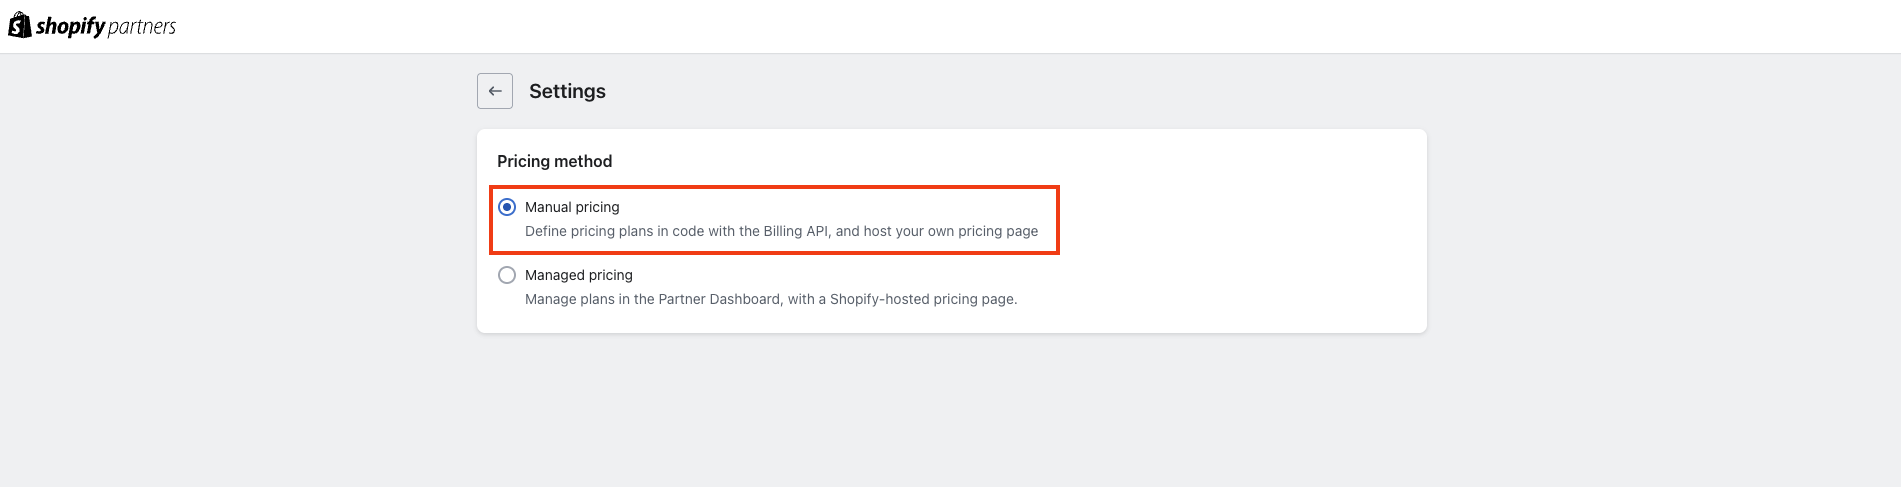 shopify partners
Settings
Pricing method
Manual pricing
Define pricing plans in code with the Billing API, and host your own pricing page
Managed pricing
Manage plans in the Partner Dashboard, with a Shopify-hosted pricing page.